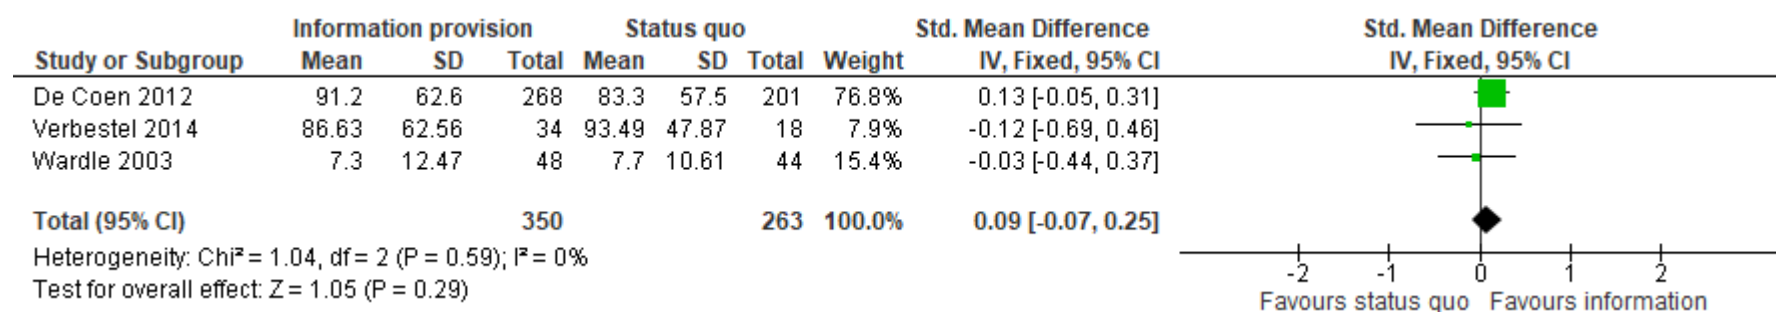 Information provision Status quo Std. Mean Difference Std. Mean Difference
Study or Subgroup Mean SD Total Mean SD Total Weight IV, Fixed, 95% CI IV, Fixed, 95% CI
De Coen 2012 91.2 62.6 268 83.3 57.5 201 76.8% 0.13 [-0.05, 0.31]
Verbestel 2014 86.63 62.56 34 93.49 47.87 18 7.9% -0.12 [-0.69, 0.46]
Wardle 2003 7.3 12.47 48 7.7 10.61 44 15.4% -0.03 [-0.44, 0.37]
Total (95% CI) 350 263 100.0% 0.09 [-0.07, 0.25]
Heterogeneity: Chi² = 1.04, df = 2 (P = 0.59); I² = 0%
Test for overall effect: Z = 1.05 (P = 0.29)
-2 -1 0 1 2
Favours status quo Favours information